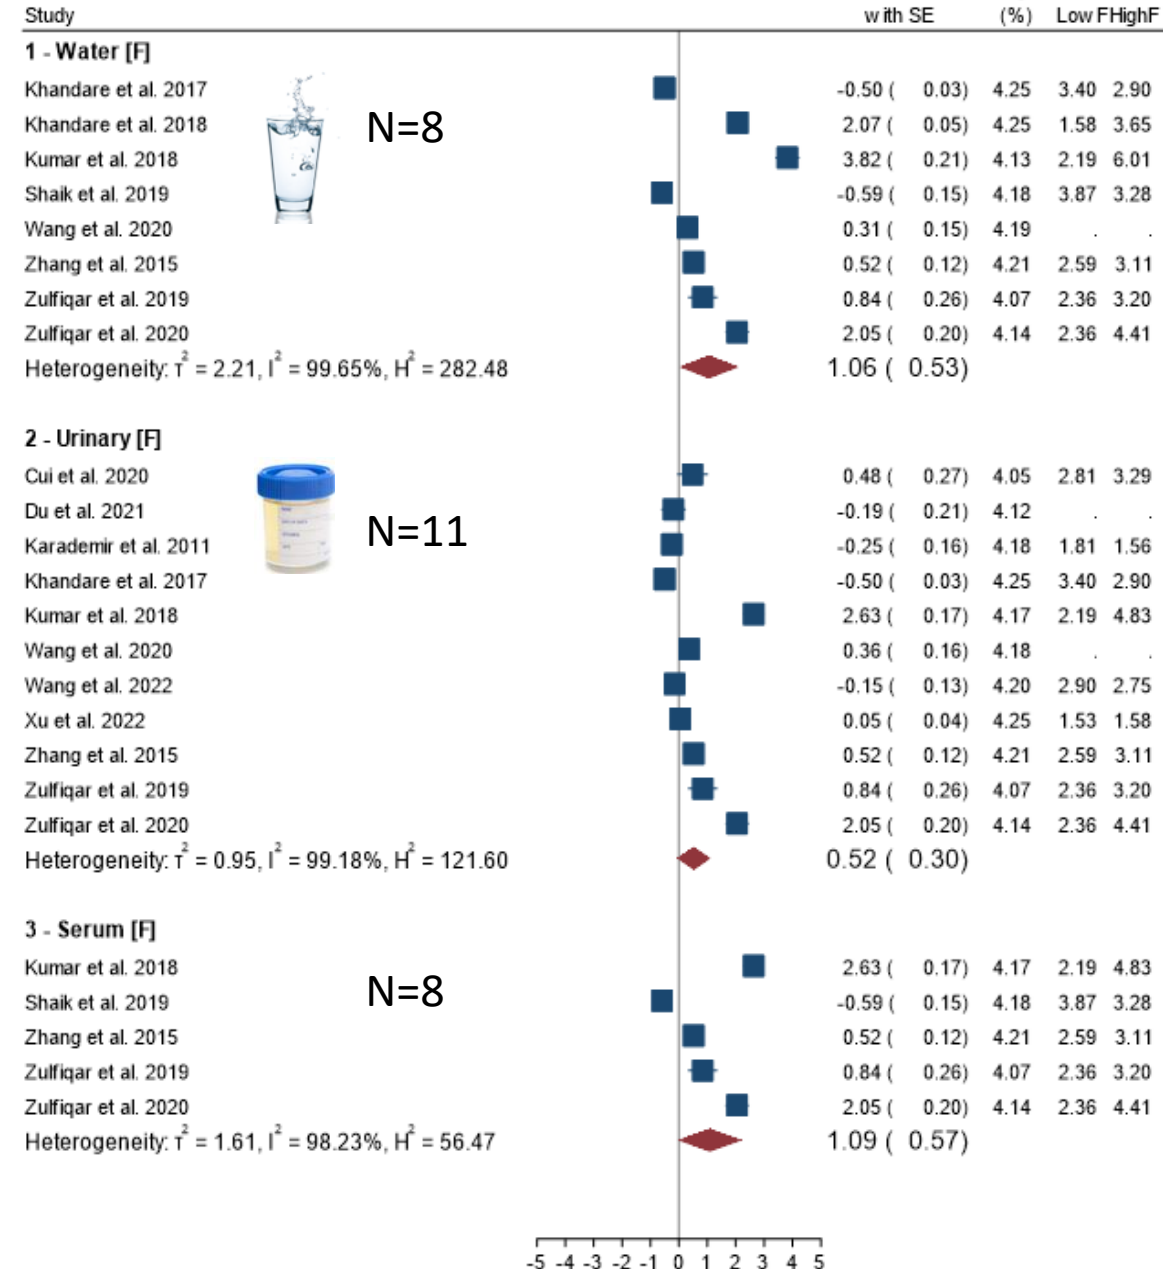 Study with SE (%) Low FHighF
1 - Water [F]
Khandare et al. 2017 -0.50 ( 0.03) 4.25 3.40 2.90
N=8
Khandare et al. 2018 2.07 ( 0.05) 4.25 1.58 3.65
Kumar et al. 2018 3.82 ( 0.21) 4.13 2.19 6.01
Shaik et al. 2019 -0.59 ( 0.15) 4.18 3.87 3.28
Wang et al. 2020 0.31 ( 0.15) 4.19 . .
Zhang et al. 2015 0.52 ( 0.12) 4.21 2.59 3.11
Zulfiqar et al. 2019 0.84 ( 0.26) 4.07 2.36 3.20
Zulfiqar et al. 2020 2.05 ( 0.20) 4.14 2.36 4.41
Heterogeneity: τ² = 2.21, I² = 99.65%, H² = 282.48 1.06 ( 0.53)
2 - Urinary [F]
Cui et al. 2020 0.48 ( 0.27) 4.05 2.81 3.29
Du et al. 2021 -0.19 ( 0.21) 4.12 . .
N=11
Karademir et al. 2011 -0.25 ( 0.16) 4.18 1.81 1.56
Khandare et al. 2017 -0.50 ( 0.03) 4.25 3.40 2.90
Kumar et al. 2018 2.63 ( 0.17) 4.17 2.19 4.83
Wang et al. 2020 0.36 ( 0.16) 4.18 . .
Wang et al. 2022 -0.15 ( 0.13) 4.20 2.90 2.75
Xu et al. 2022 0.05 ( 0.04) 4.25 1.53 1.58
Zhang et al. 2015 0.52 ( 0.12) 4.21 2.59 3.11
Zulfiqar et al. 2019 0.84 ( 0.26) 4.07 2.36 3.20
Zulfiqar et al. 2020 2.05 ( 0.20) 4.14 2.36 4.41
Heterogeneity: τ² = 0.95, I² = 99.18%, H² = 121.60 0.52 ( 0.30)
3 - Serum [F]
Kumar et al. 2018 2.63 ( 0.17) 4.17 2.19 4.83
N=8
Shaik et al. 2019 -0.59 ( 0.15) 4.18 3.87 3.28
Zhang et al. 2015 0.52 ( 0.12) 4.21 2.59 3.11
Zulfiqar et al. 2019 0.84 ( 0.26) 4.07 2.36 3.20
Zulfiqar et al. 2020 2.05 ( 0.20) 4.14 2.36 4.41
Heterogeneity: τ² = 1.61, I² = 98.23%, H² = 56.47 1.09 ( 0.57)
-5 -4 -3 -2 -1 0 1 2 3 4 5